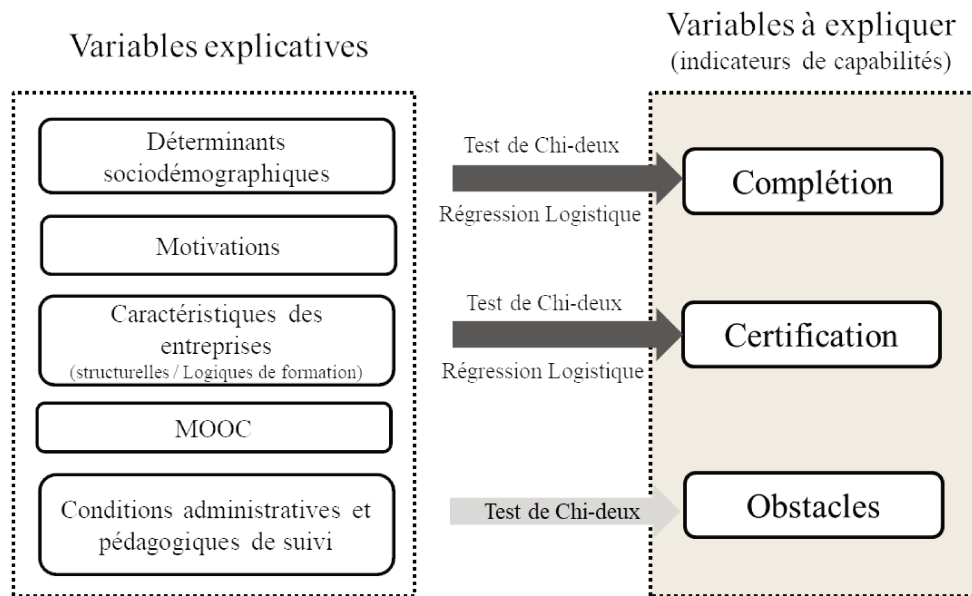 Variables explicatives
Variables à expliquer
(indicateurs de capabilités)
Déterminants
sociodémographiques
Motivations
Caractéristiques des
entreprises
(structurelles / Logiques de formation)
MOOC
Conditions administratives et
pédagogiques de suivi
Test de Chi-deux
Régression Logistique
Test de Chi-deux
Régression Logistique
Test de Chi-deux
Complétion
Certification
Obstacles